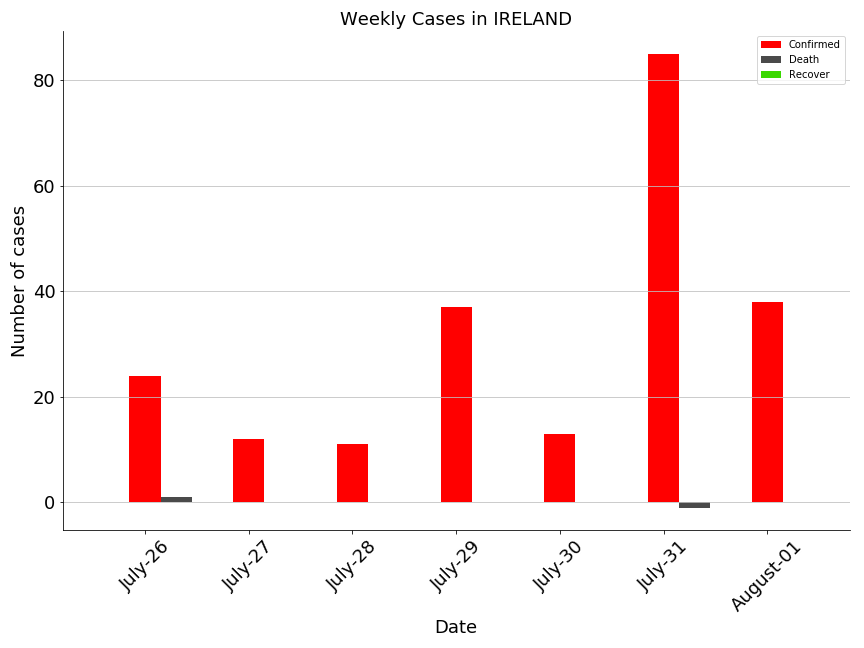 Weekly Cases in IRELAND
Confirmed
Death
Recover
Number of cases
80
60
40
20
0
July-26
July-27
July-28
July-29
July-30
July-31
August-01
Date